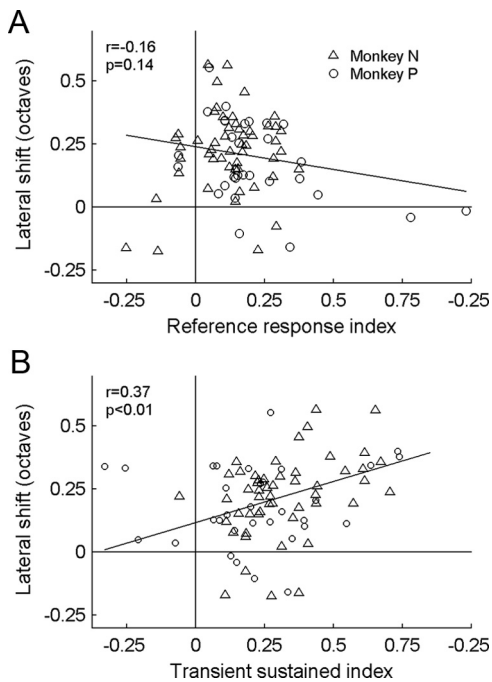 A
r=-0.16
p=0.14
Monkey N
Monkey P
Lateral shift (octaves)
0.5
0.25
0
0.25
-0.25 0 0.25 0.25 0.75 -0.25
Reference response index
B
r=0.37
p<0.01
Lateral shift (octaves)
0.5
0.25
0
0.25
-0.25 0 0.25 0.25 0.75 -0.25
Transient sustained index